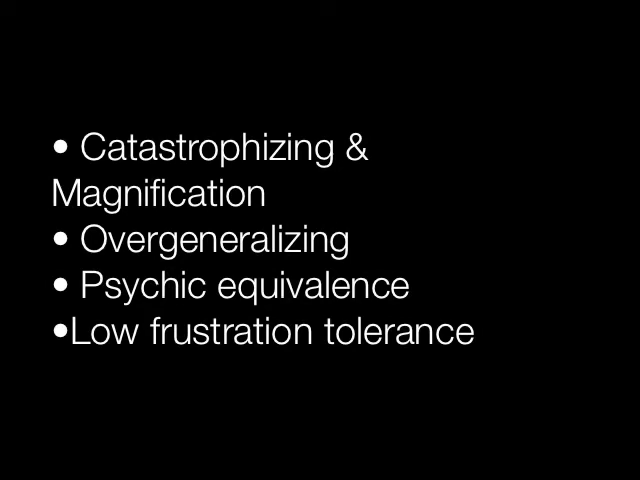 • Catastrophizing &
Magnification
• Overgeneralizing
• Psychic equivalence
•Low frustration tolerance